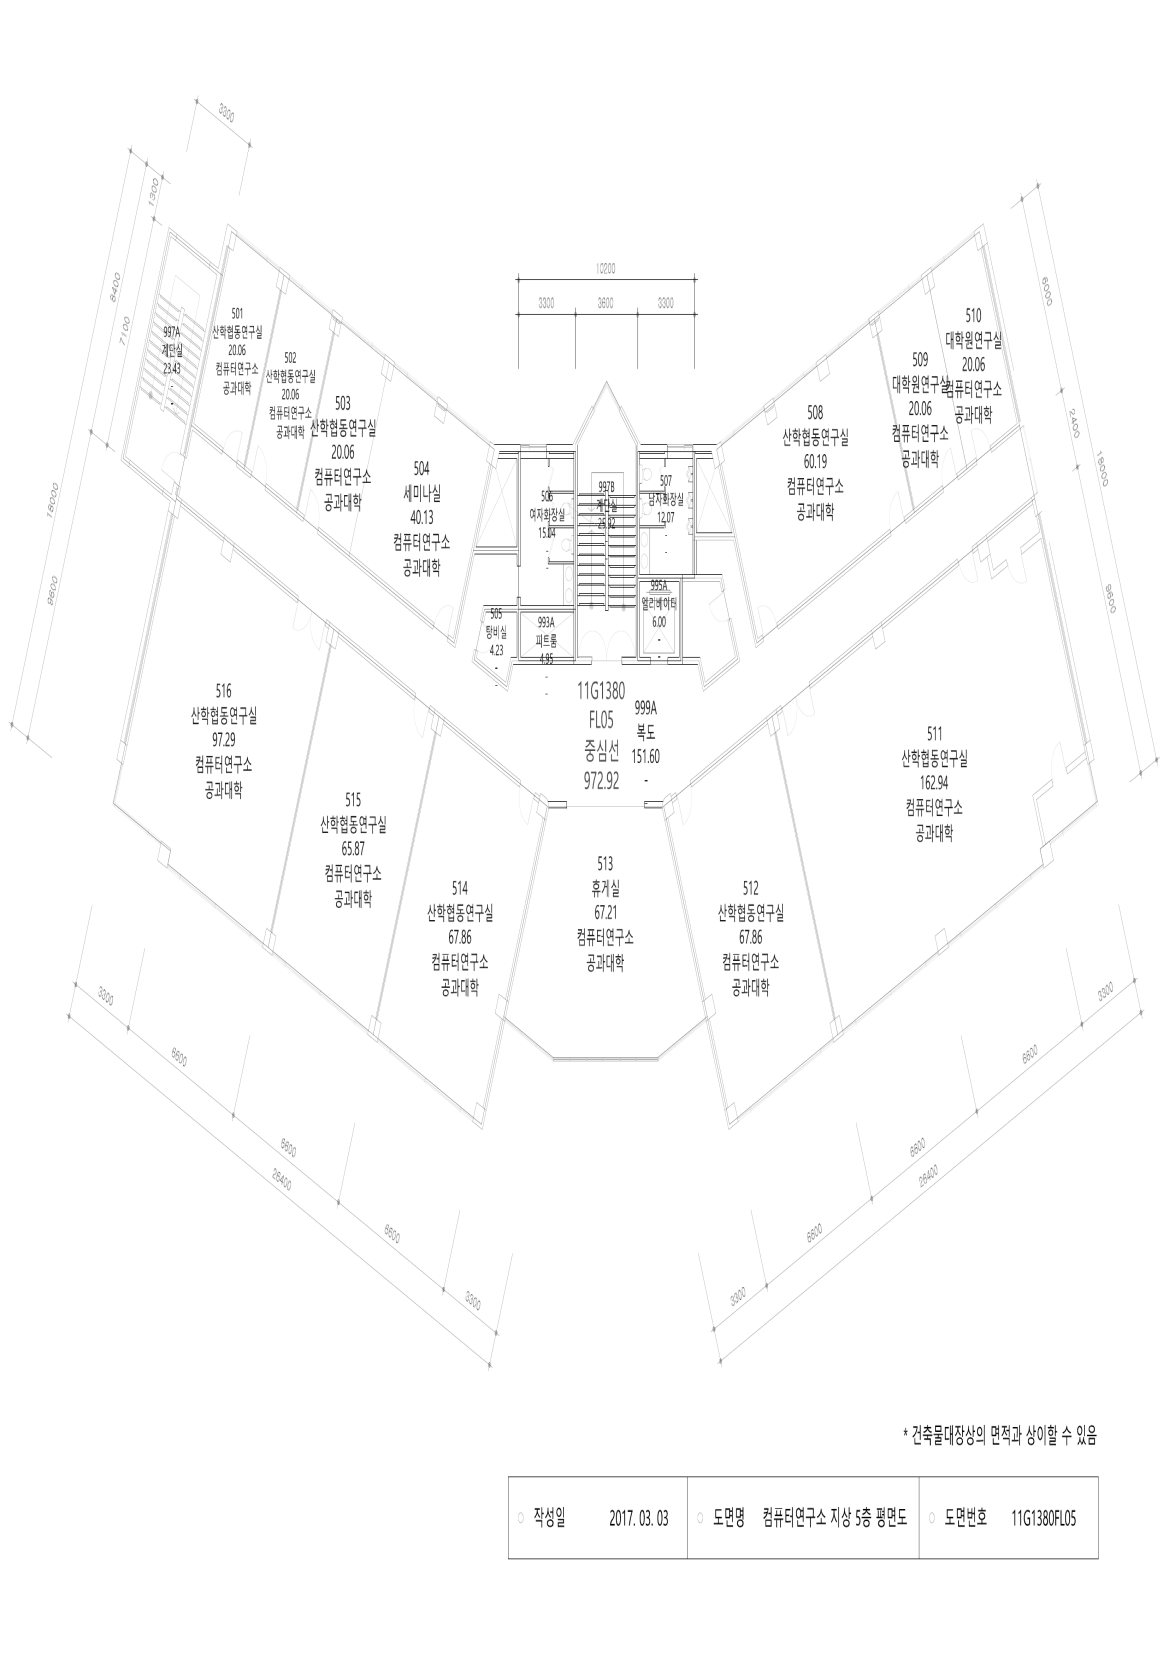 3300
1300
8400
7100
18000
9600
10200
3300
3600
3300
6000
2400
18000
9600
997A
계단실
23.43
-
-
501
산학협동연구실
20.06
컴퓨터연구소
공과대학
502
산학협동연구실
20.06
컴퓨터연구소
공과대학
503
산학협동연구실
20.06
컴퓨터연구소
공과대학
504
세미나실
40.13
컴퓨터연구소
공과대학
506
여자화장실
15.04
-
-
997B
계단실
507
남자화장실
12.07
-
-
508
산학협동연구실
60.19
컴퓨터연구소
공과대학
509
대학원연구실
20.06
컴퓨터연구소
공과대학
510
대학원연구실
20.06
컴퓨터연구소
공과대학
505
탕비실
4.23
-
-
993A
피트룸
4.95
-
-
995A
엘리베이터
6.00
-
-
11G1380
FL05
중심선
972.92
999A
복도
151.60
-
516
산학협동연구실
97.29
컴퓨터연구소
공과대학
515
산학협동연구실
65.87
컴퓨터연구소
공과대학
514
산학협동연구실
67.86
컴퓨터연구소
공과대학
513
휴게실
67.21
컴퓨터연구소
공과대학
512
산학협동연구실
67.86
컴퓨터연구소
공과대학
511
산학협동연구실
162.94
컴퓨터연구소
공과대학
3300
6600
6600
26400
6600
3300
3300
6600
6600
26400
6600
3300
* 건축물대장상의 면적과 상이할 수 있음
○ 작성일 2017. 03. 03 ○ 도면명 컴퓨터연구소 지상 5층 평면도 ○ 도면번호 11G1380FL05